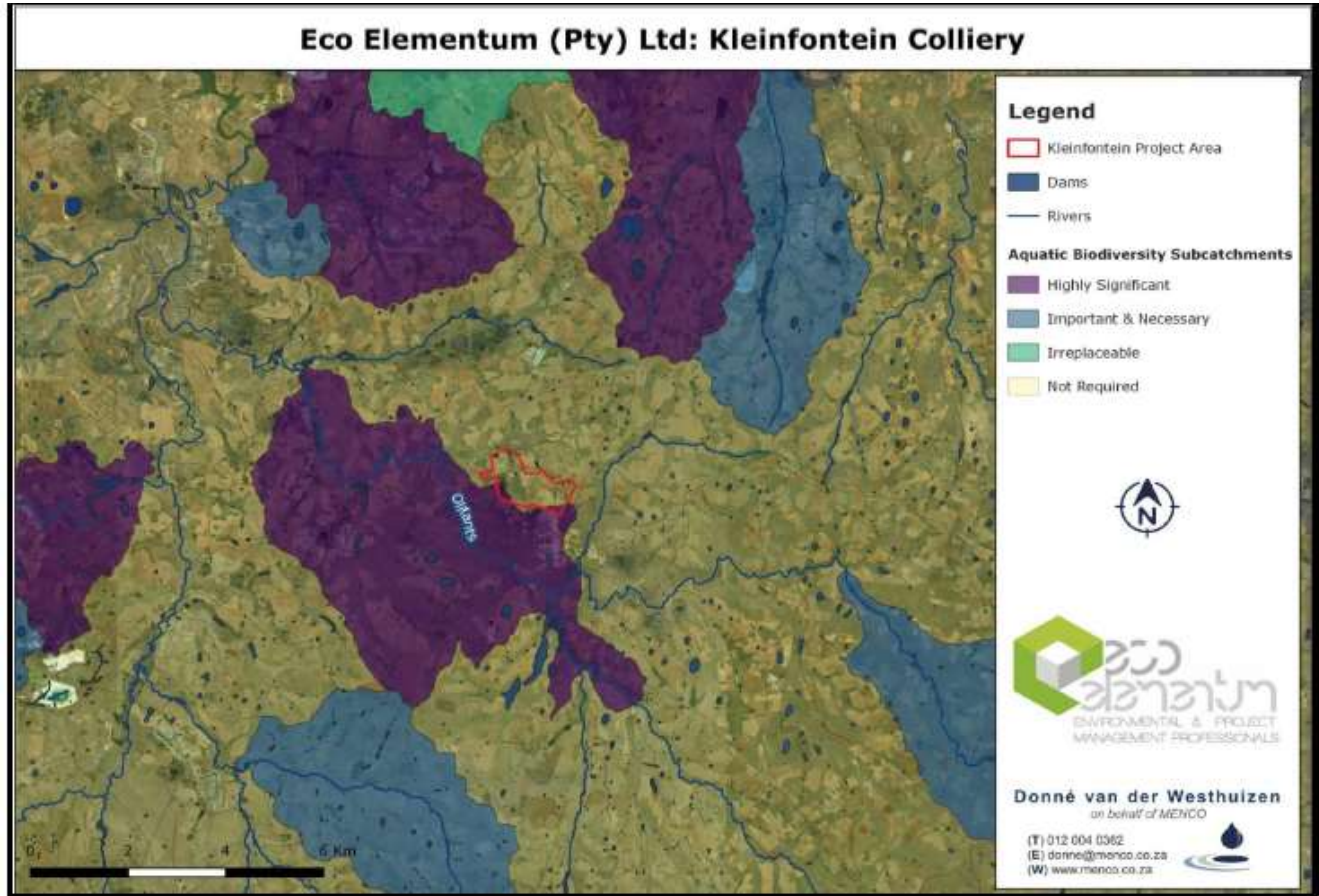 Eco Elementum (Pty) Ltd: Kleinfontein Colliery
Legend
Kleinfontein Project Area
Dams
Rivers
Aquatic Biodiversity Subcatchments
Highly Significant
Important & Necessary
Irreplaceable
Not Required
Olifants
N
eco
elementum
ENVIRONMENTAL & PROJECT
MANAGEMENT PROFESSIONALS
Donné van der Westhuizen
on behalf of MENCO
(T) 012 004 0362
(E) donne@menco.co.za
(W) www.menco.co.za
0 2 4 6 Km